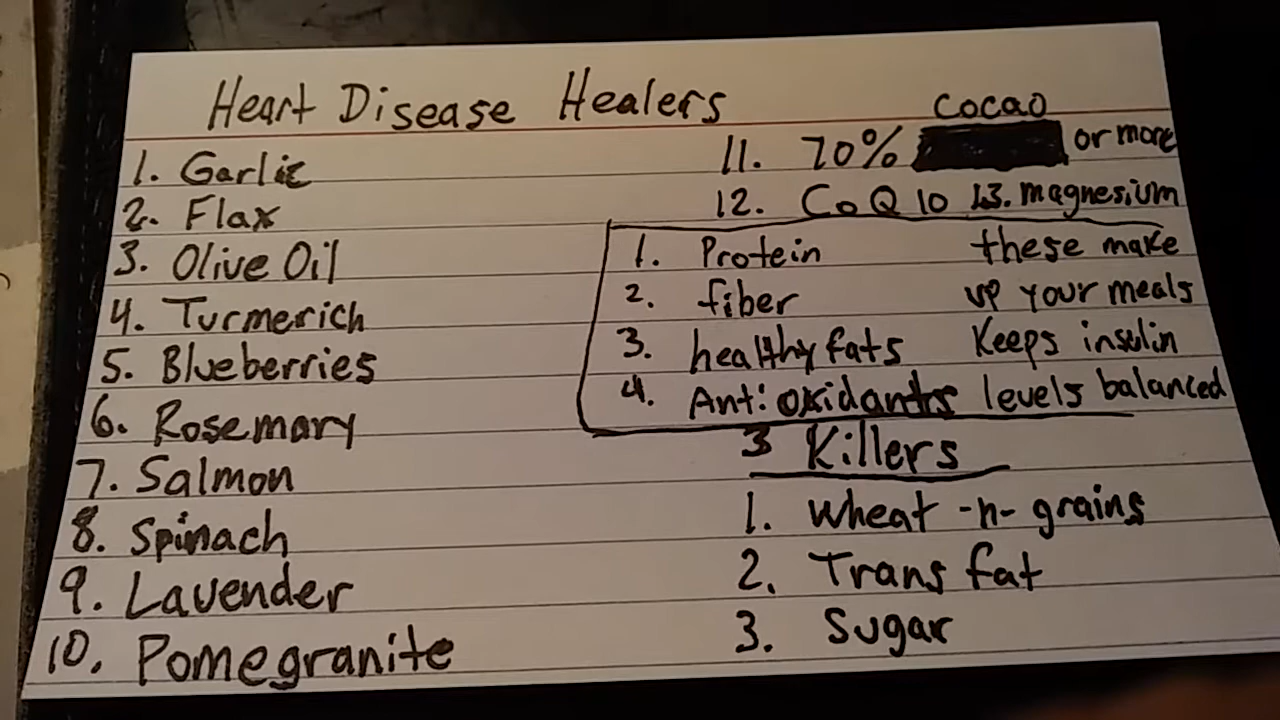 Heart Disease Healers
1. Garlic
2. Flax
3. Olive Oil
4. Turmerich
5. Blueberries
6. Rosemary
7. Salmon
8. Spinach
9. Lavender
10. Pomegranite
cocao
11. 70% or more
12. CoQ10 13. magnesium
1. Protein these make
2. fiber up your meals
3. healthy fats Keeps insulin
4. Antioxidants levels balanced
3 Killers
1. wheat -n- grains
2. Trans fat
3. Sugar